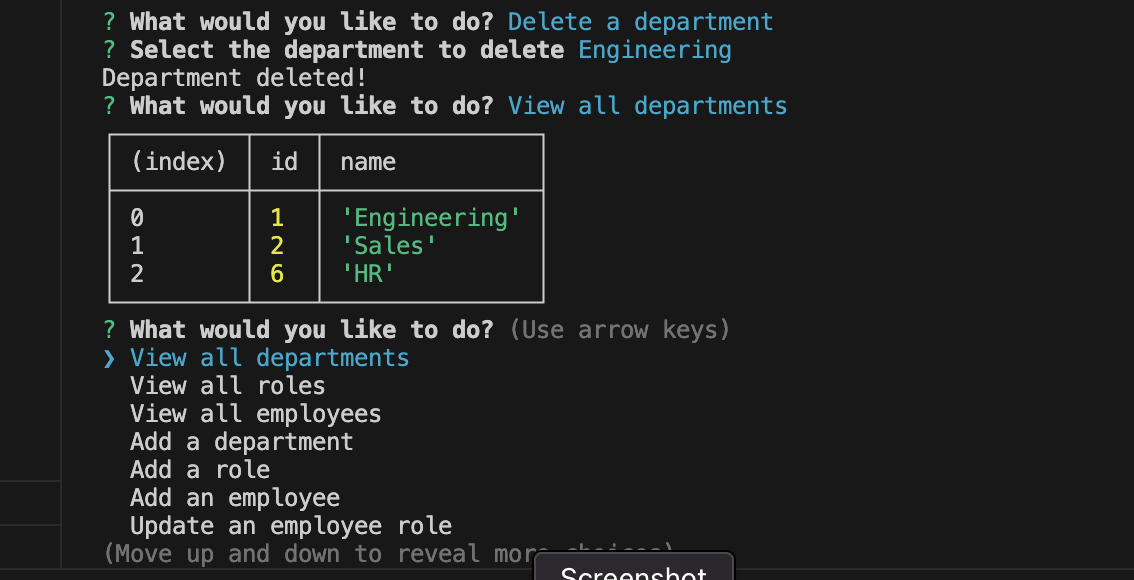 ? What would you like to do? Delete a department
? Select the department to delete Engineering
Department deleted!
? What would you like to do? View all departments
(index) id name
0 1 'Engineering'
1 2 'Sales'
2 6 'HR'
? What would you like to do? (Use arrow keys)
❯ View all departments
View all roles
View all employees
Add a department
Add a role
Add an employee
Update an employee role
(Move up and down to reveal more choices)
Screenshot